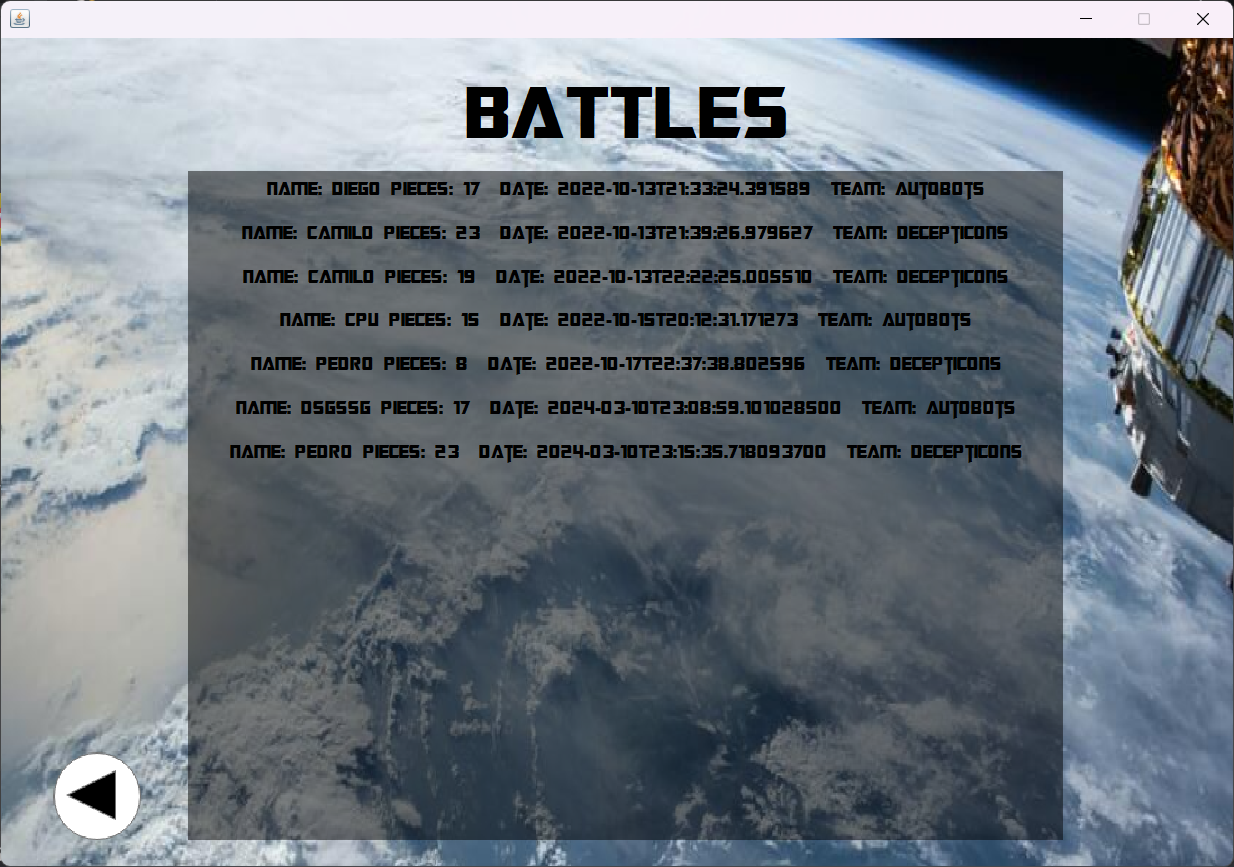 BATTLES
NAME: DIEGO PIECES: 17 DATE: 2022-10-13T21:33:24.391589 TEAM: AUTOBOTS
NAME: CAMILO PIECES: 23 DATE: 2022-10-13T21:39:26.979627 TEAM: DECEPTICONS
NAME: CAMILO PIECES: 19 DATE: 2022-10-13T22:22:25.005510 TEAM: DECEPTICONS
NAME: CPU PIECES: 15 DATE: 2022-10-15T20:12:31.171273 TEAM: AUTOBOTS
NAME: PEDRO PIECES: 8 DATE: 2022-10-17T22:37:38.802596 TEAM: DECEPTICONS
NAME: DSGSSG PIECES: 17 DATE: 2024-03-10T23:08:59.101028500 TEAM: AUTOBOTS
NAME: PEDRO PIECES: 23 DATE: 2024-03-10T23:15:35.718093700 TEAM: DECEPTICONS